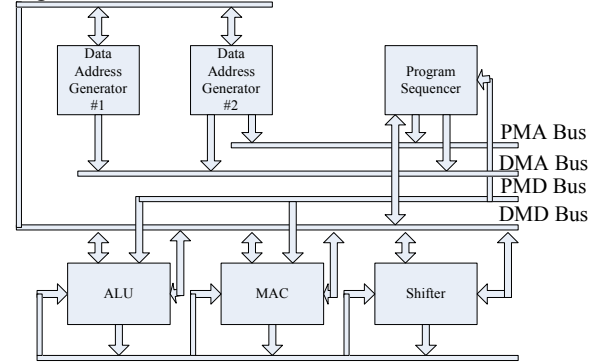 Data
Address
Generator
#1
Data
Address
Generator
#2
Program
Sequencer
PMA Bus
DMA Bus
PMD Bus
DMD Bus
ALU
MAC
Shifter